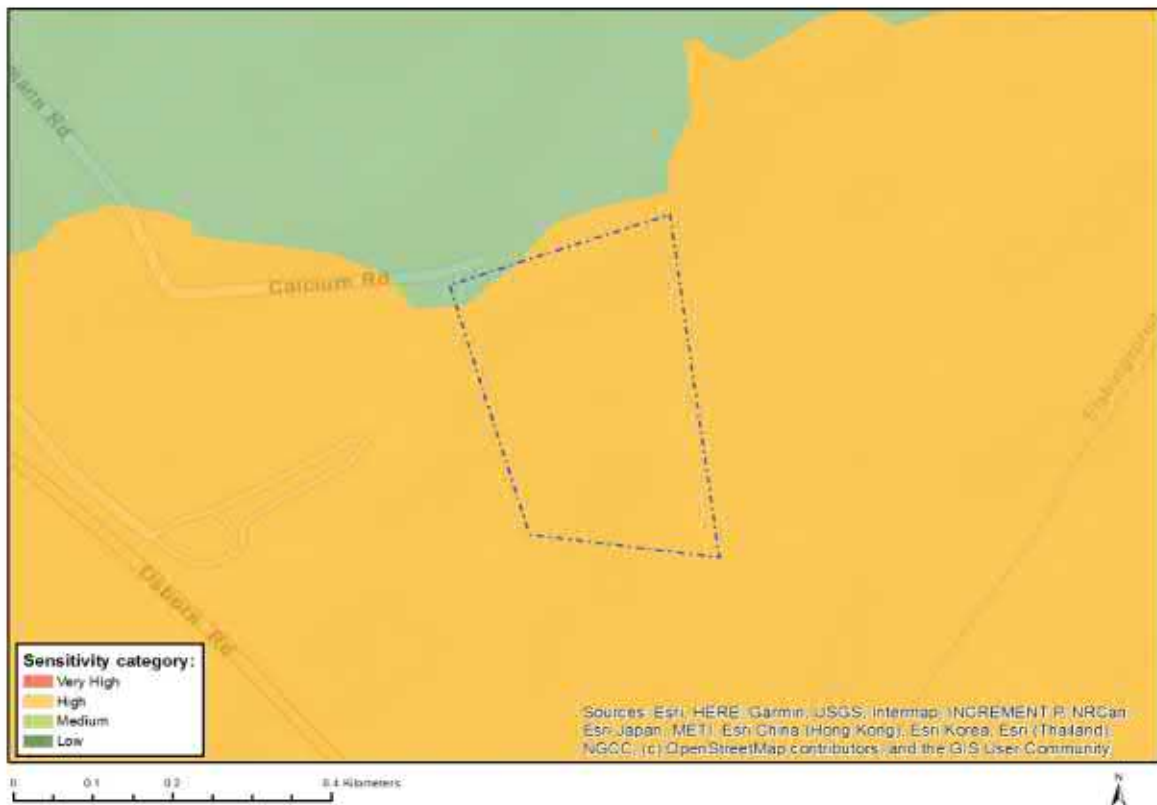 Calcium Rd
Rd
Rd
Sensitivity category:
Very High
High
Medium
Low
Sources: Esri, HERE, Garmin, USGS, Intermap, INCREMENT P, NRCan,
Esri Japan, METI, Esri China (Hong Kong), Esri Korea, Esri (Thailand),
NGCC, (c) OpenStreetMap contributors, and the GIS User Community
0 0.1 0.2 0.4 Kilometers
N